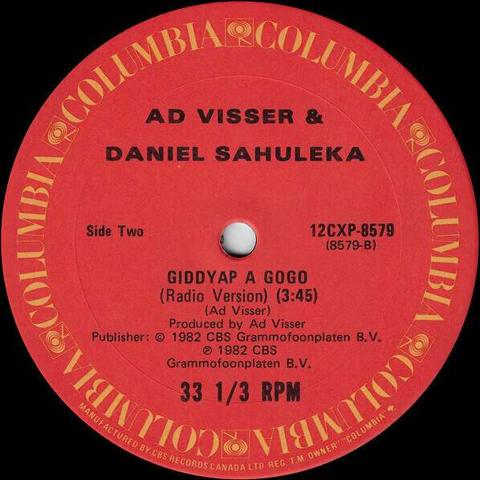 COLUMBIA COLUMBIA COLUMBIA COLUMBIA COLUMBIA COLUMBIA
AD VISSER &
DANIEL SAHULEKA
Side Two
12CXP-8579
(8579-B)
GIDDYAP A GOGO
(Radio Version) (3:45)
(Ad Visser)
Produced by Ad Visser
Publisher: © 1982 CBS Grammofoonplaten B.V.
℗ 1982 CBS
Grammofoonplaten B.V.
33 1/3 RPM
MANUFACTURED BY CBS RECORDS CANADA LTD REG. T.M. OWNER "COLUMBIA"